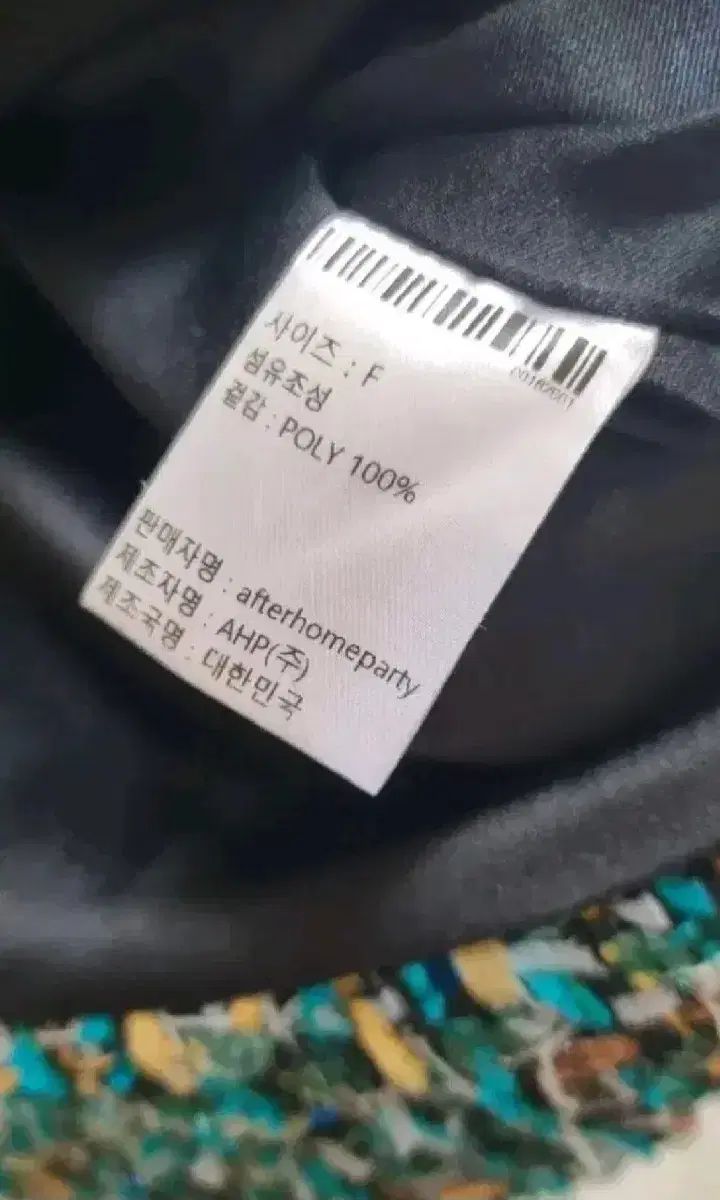 사이즈 : F
섬유조성
겉감 : POLY 100%
판매자명 : afterhomeparty
제조자명 : AHP(주)
제조국명 : 대한민국